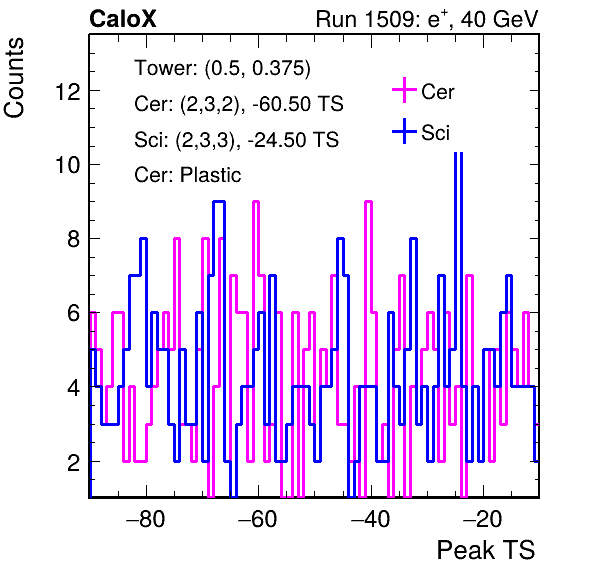 CaloX Run 1509: e⁺, 40 GeV
Counts
Tower: (0.5, 0.375)
Cer: (2,3,2), -60.50 TS
Sci: (2,3,3), -24.50 TS
Cer: Plastic
Cer
Sci
12
10
8
6
4
2
−80 −60 −40 −20
Peak TS